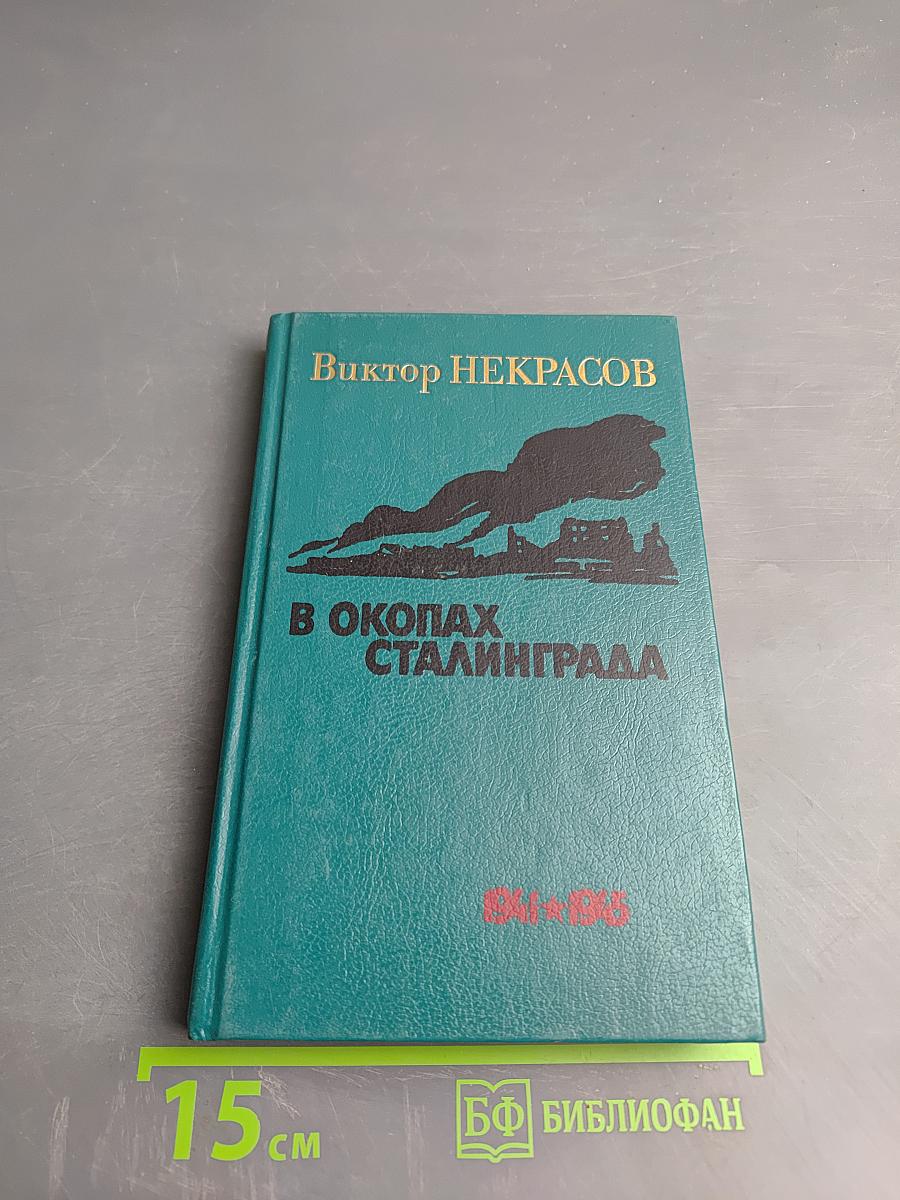 Виктор НЕКРАСОВ
В ОКОПАХ
СТАЛИНГРАДА
1941★1945
15 см
БФ БИБЛИОФАН